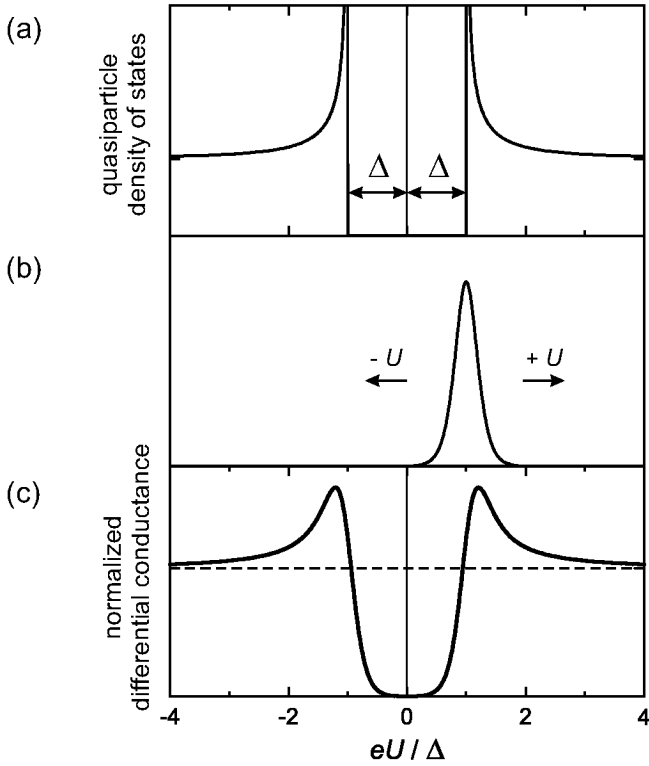 (a)
quasiparticle
density of states
Δ Δ
(b)
- U + U
(c)
normalized
differential conductance
-4 -2 0 2 4
eU / Δ